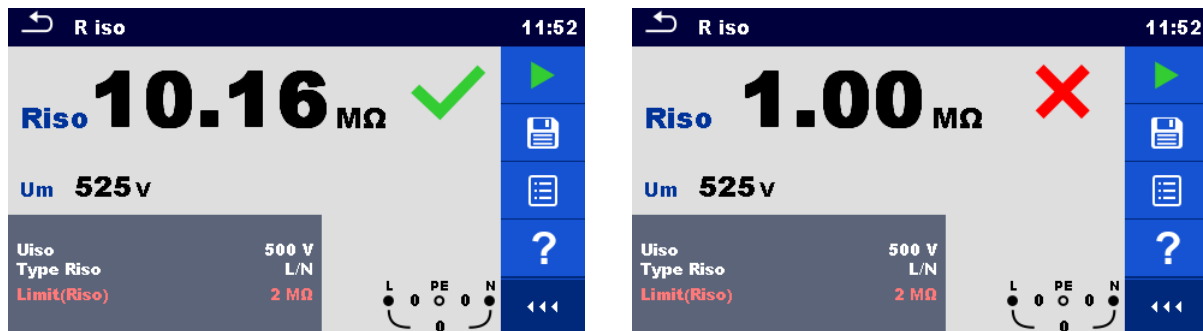 R iso 11:52
Riso 10.16 MΩ
Um 525 V
Uiso 500 V
Type Riso L/N
Limit(Riso) 2 MΩ
L PE N
0 0
0
?
R iso 11:52
Riso 1.00 MΩ
Um 525 V
Uiso 500 V
Type Riso L/N
Limit(Riso) 2 MΩ
L PE N
0 0
0
?